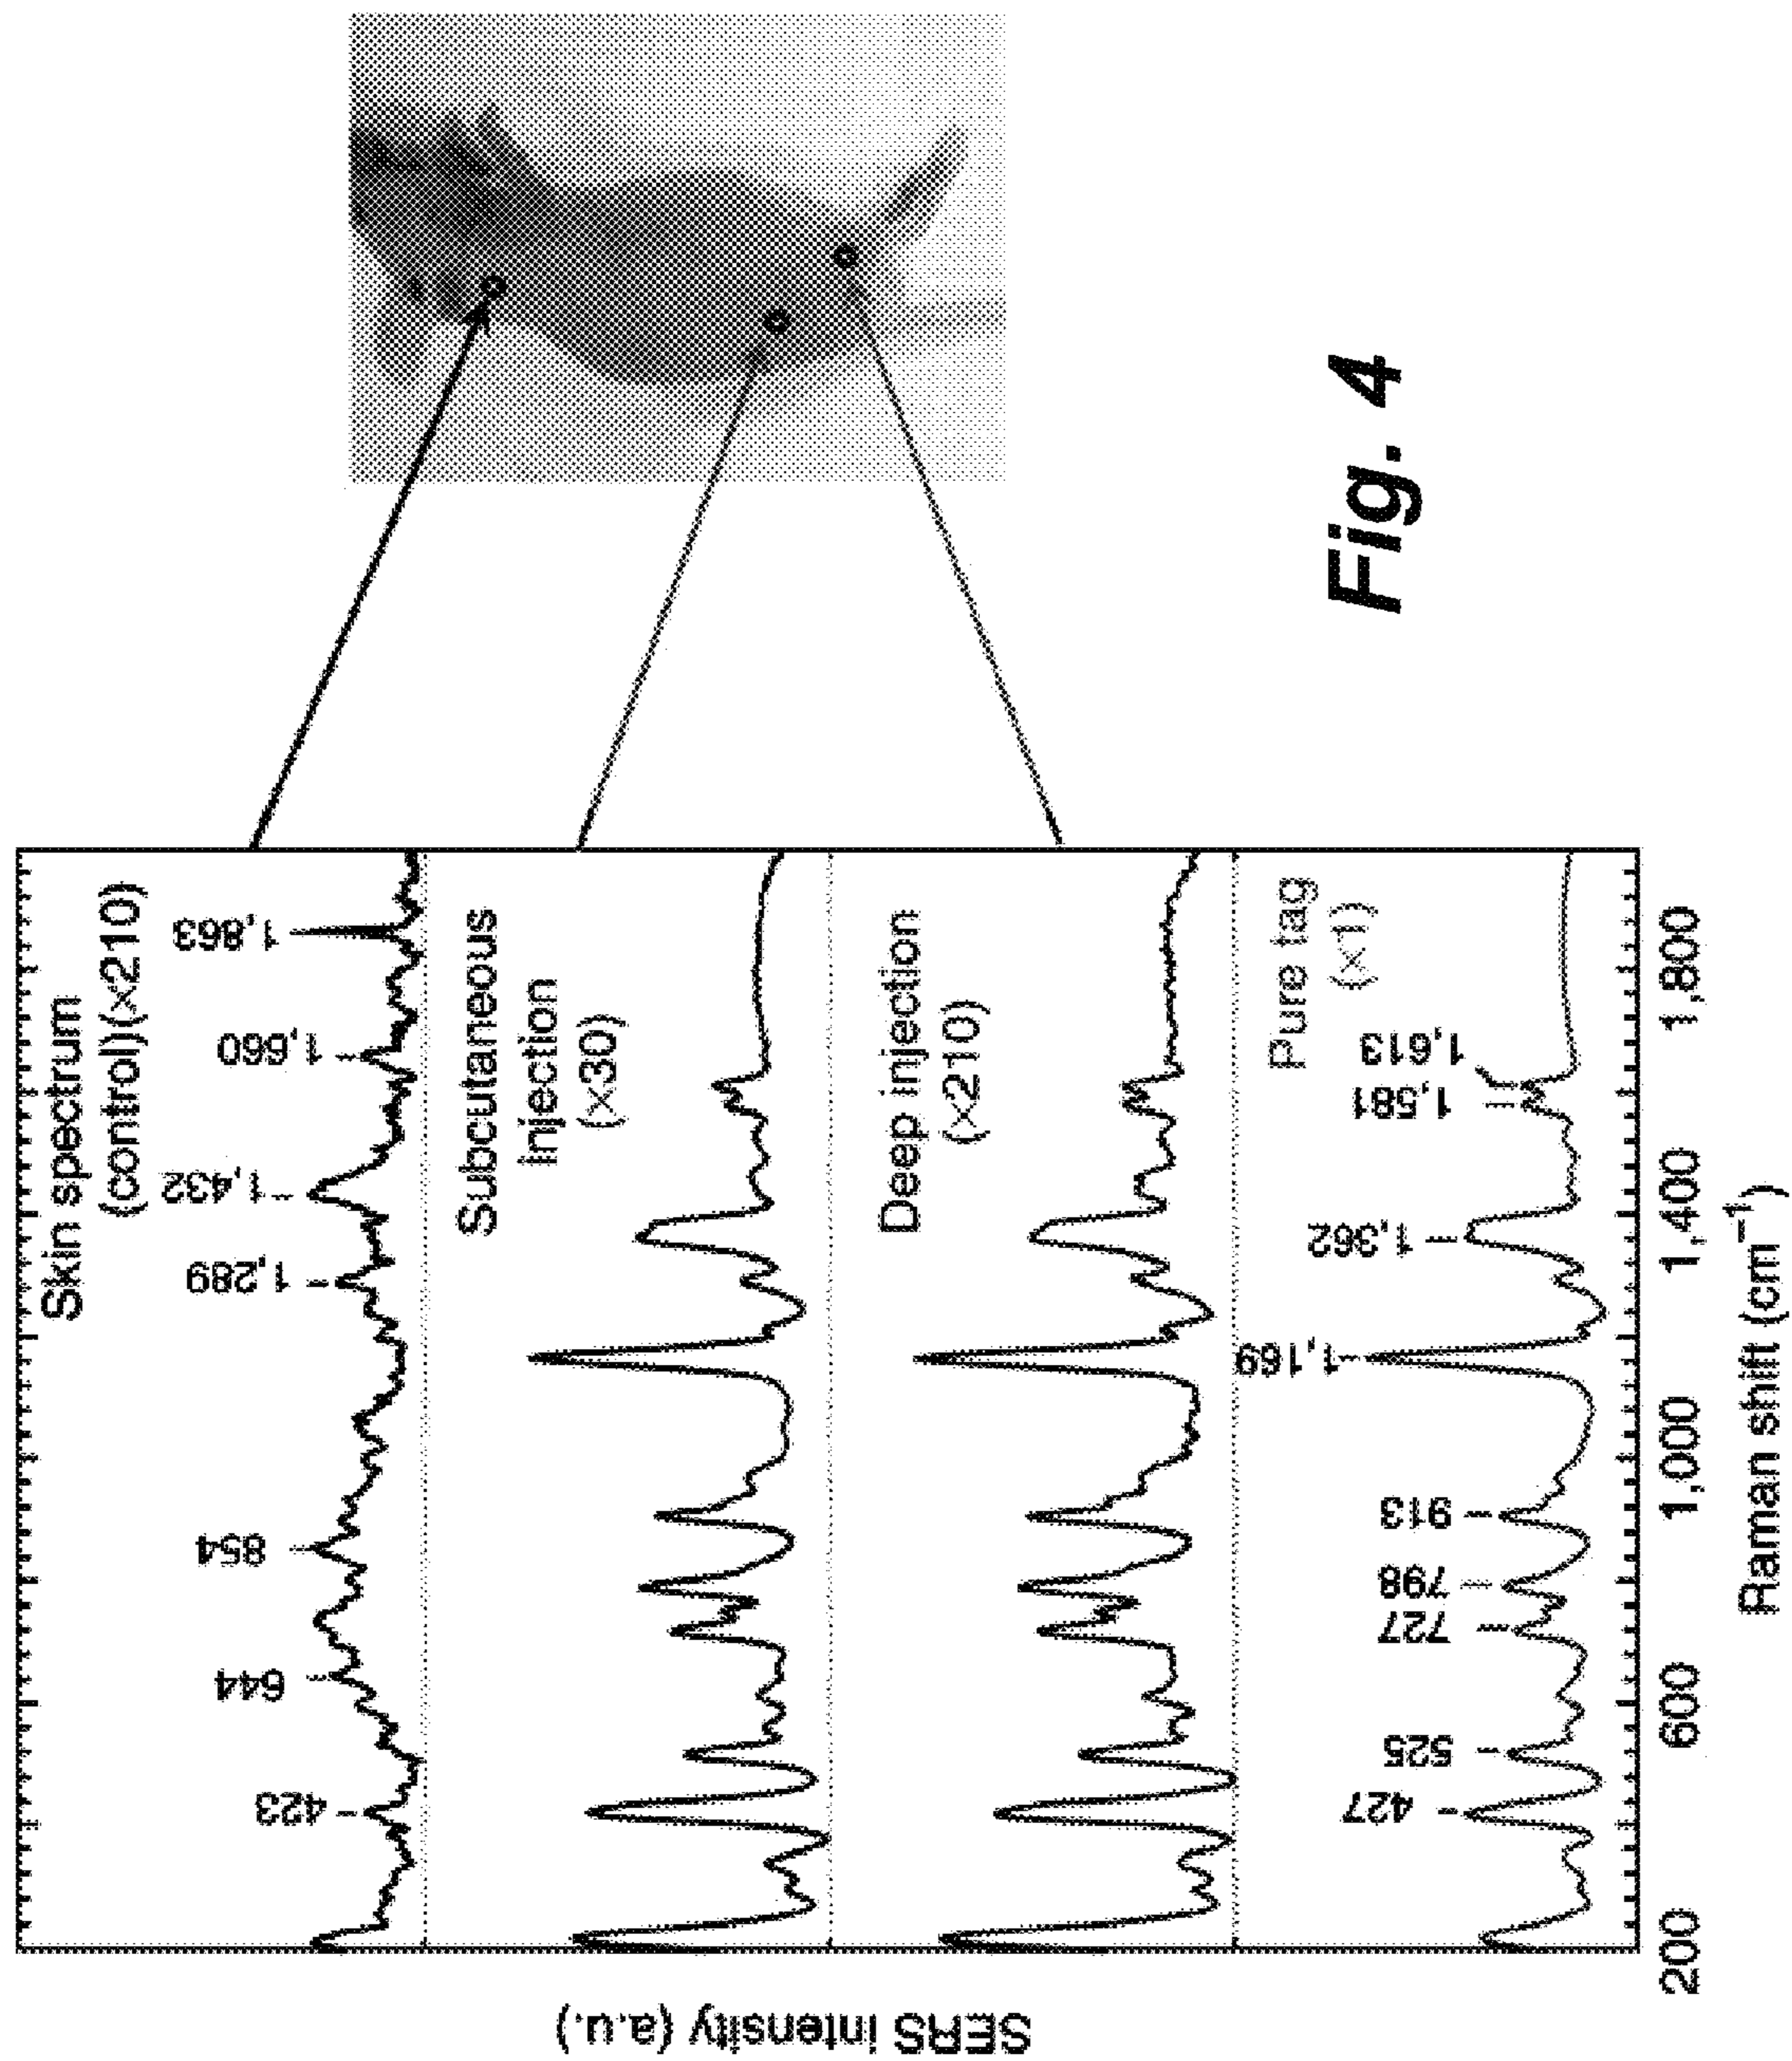 Skin spectrum
(control)(×210)
423
644
854
1,289
1,432
1,660
1,863
Subcutaneous
injection
(×30)
Deep injection
(×210)
Pure tag
(×1)
427
525
727
798
913
1,169
1,362
1,581
1,613
SERS intensity (a.u.)
200
600
1,000
1,400
1,800
Raman shift (cm⁻¹)
Fig. 4